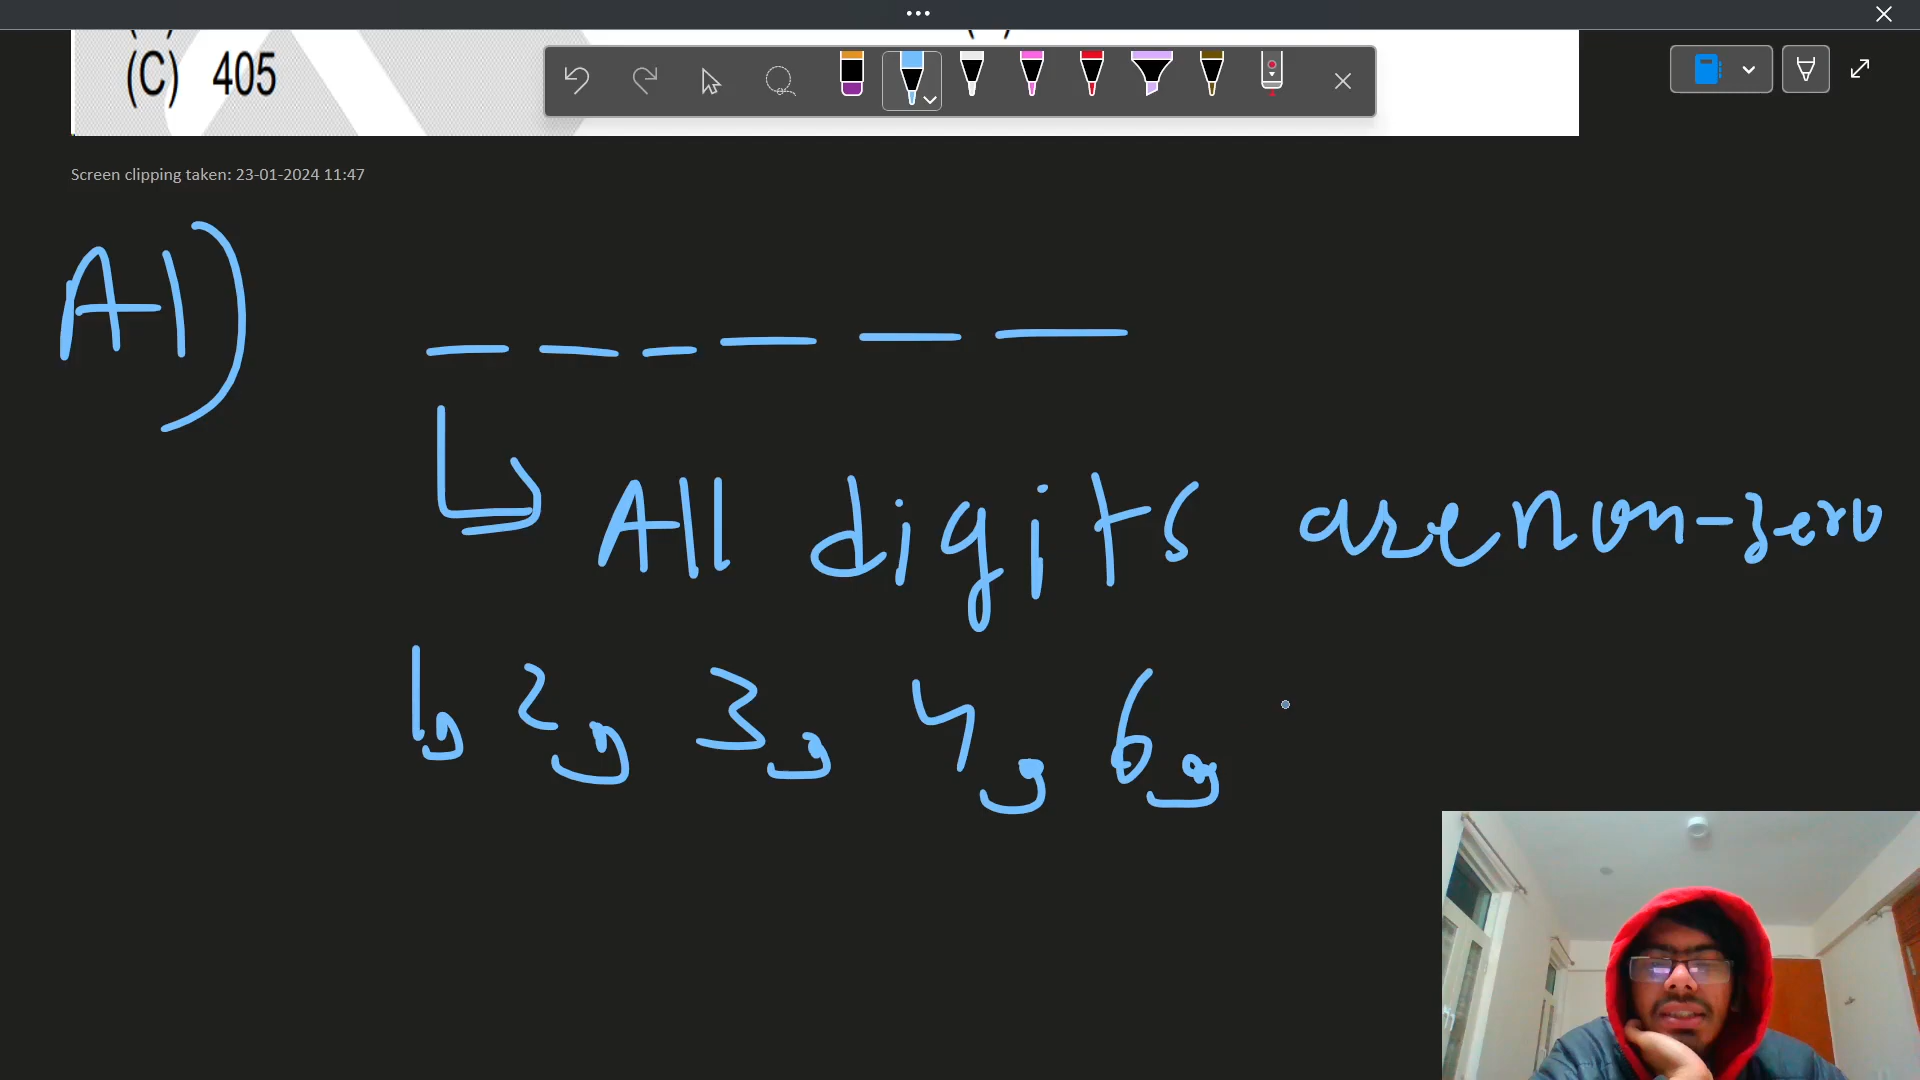 (C) 405
Screen clipping taken: 23-01-2024 11:47
A1)
All digits are non-zero
1, 2, 3, 4, 6,